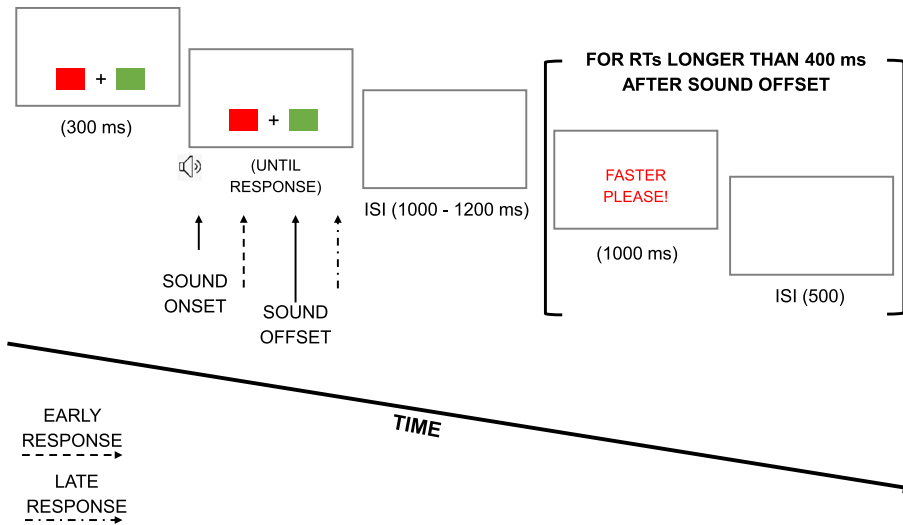 +
(300 ms)
+
(UNTIL
RESPONSE)
SOUND
ONSET
SOUND
OFFSET
ISI (1000 - 1200 ms)
FOR RTs LONGER THAN 400 ms
AFTER SOUND OFFSET
FASTER
PLEASE!
(1000 ms)
ISI (500)
TIME
EARLY
RESPONSE
LATE
RESPONSE